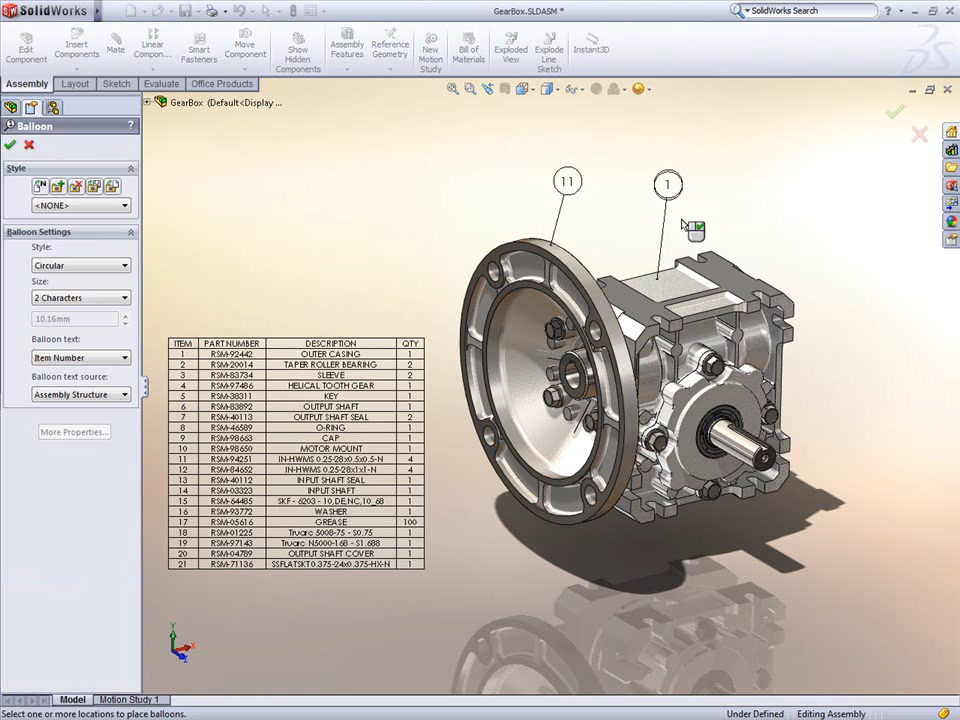 SolidWorks
GearBox.SLDASM *
SolidWorks Search
Edit Component
Insert Components
Mate
Linear Compon...
Smart Fasteners
Move Component
Show Hidden Components
Assembly Features
Reference Geometry
New Motion Study
Bill of Materials
Exploded View
Explode Line Sketch
Instant3D
Assembly Layout Sketch Evaluate Office Products
GearBox (Default<Display ...
Balloon ?
Style
<NONE>
Balloon Settings
Style:
Circular
Size:
2 Characters
10.16mm
Balloon text:
Item Number
Balloon text source:
Assembly Structure
More Properties...
11
1
ITEM PART NUMBER DESCRIPTION QTY
1 RSM-92442 OUTER CASING 1
2 RSM-20014 TAPER ROLLER BEARING 2
3 RSM-83734 SLEEVE 2
4 RSM-97486 HELICAL TOOTH GEAR 1
5 RSM-38311 KEY 1
6 RSM-83892 OUTPUT SHAFT 1
7 RSM-40113 OUTPUT SHAFT SEAL 2
8 RSM-46589 O-RING 1
9 RSM-98663 CAP 1
10 RSM-98650 MOTOR MOUNT 1
11 RSM-94251 IN-HWMS 0.25-28x0.5x0.5-N 4
12 RSM-84652 IN-HWMS 0.25-28x1x1-N 4
13 RSM-40112 INPUT SHAFT SEAL 1
14 RSM-03323 INPUT SHAFT 1
15 RSM-64485 SKF - 6203 - 10,DE,NC,10_68 1
16 RSM-93772 WASHER 1
17 RSM-05616 GREASE 100
18 RSM-01225 Truarc 5008-75 - S0.75 1
19 RSM-97143 Truarc N5000-168 - S1.688 1
20 RSM-04789 OUTPUT SHAFT COVER 1
21 RSM-71136 SSFLATSKT 0.375-24x0.375-HX-N 1
Y
X
Z
Model Motion Study 1
Select one or more locations to place balloons. Under Defined Editing Assembly